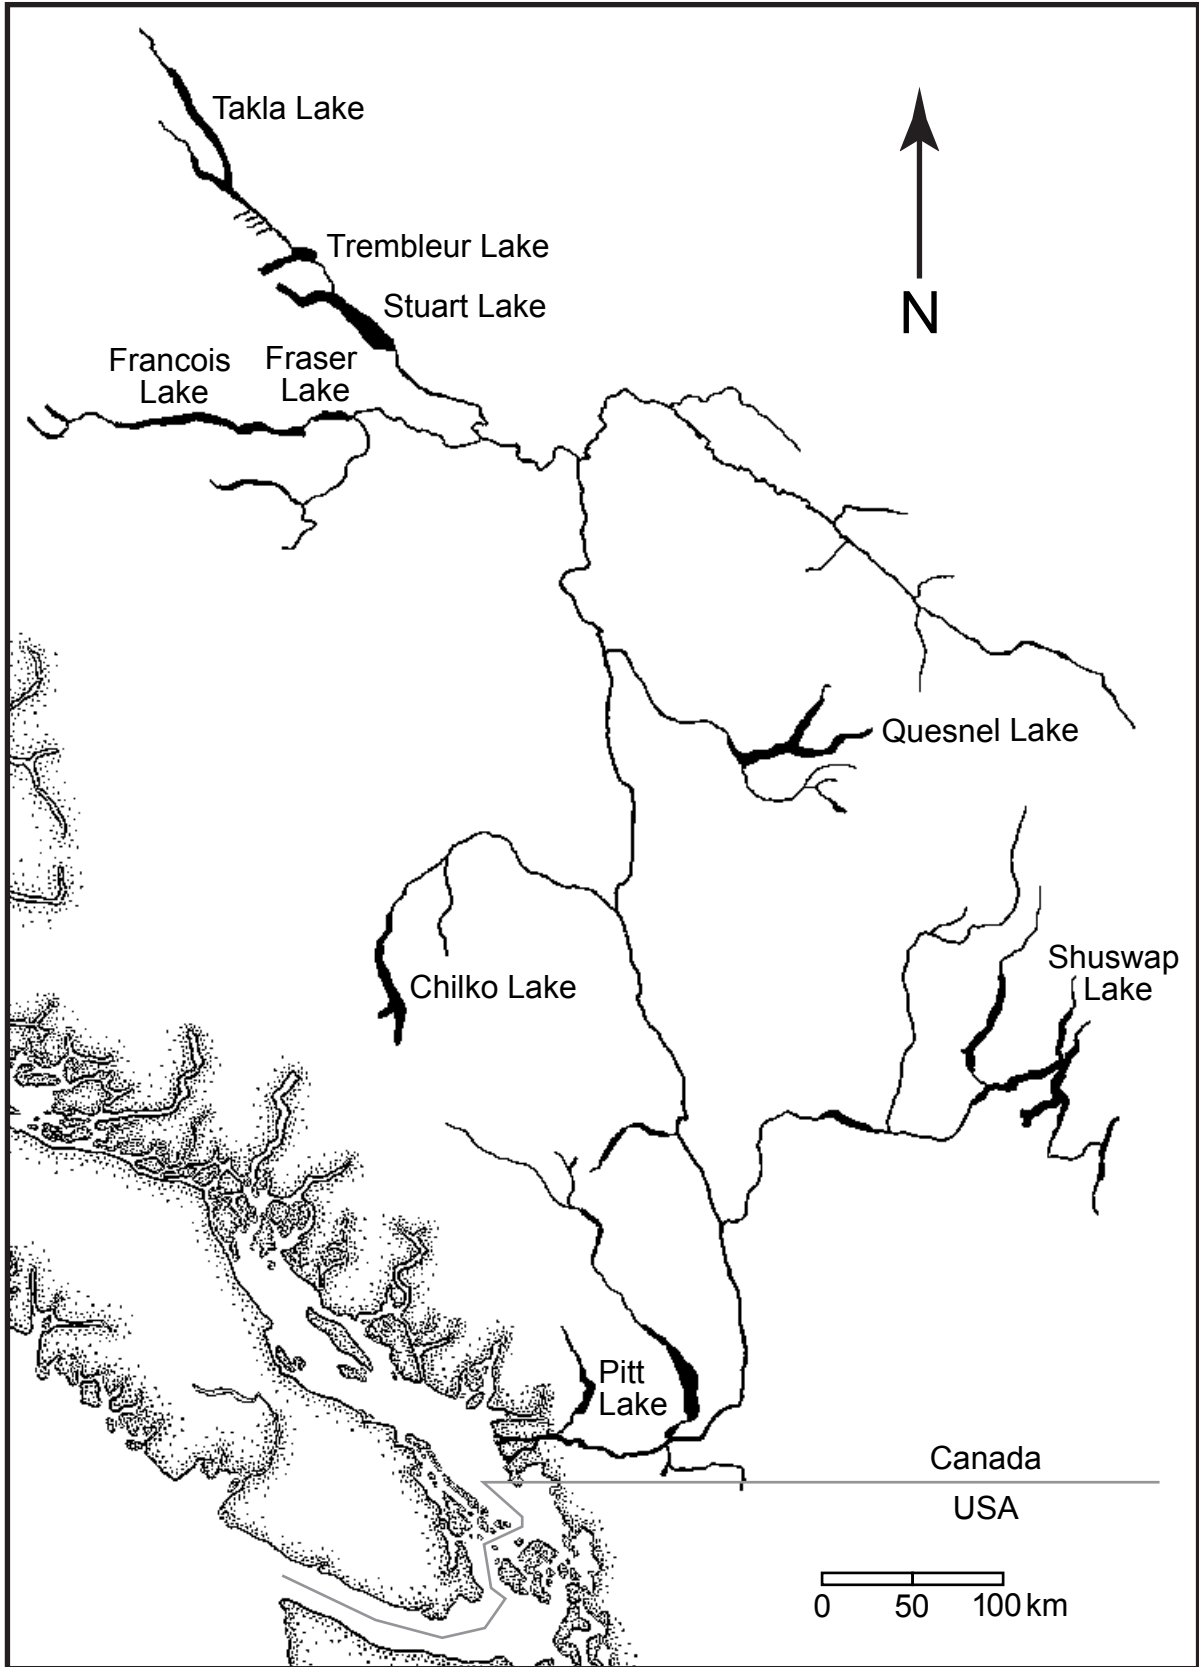 Takla Lake
N
Trembleur Lake
Stuart Lake
Francois
Lake
Fraser
Lake
Quesnel Lake
Chilko Lake
Shuswap
Lake
Pitt
Lake
Canada
USA
0 50 100 km